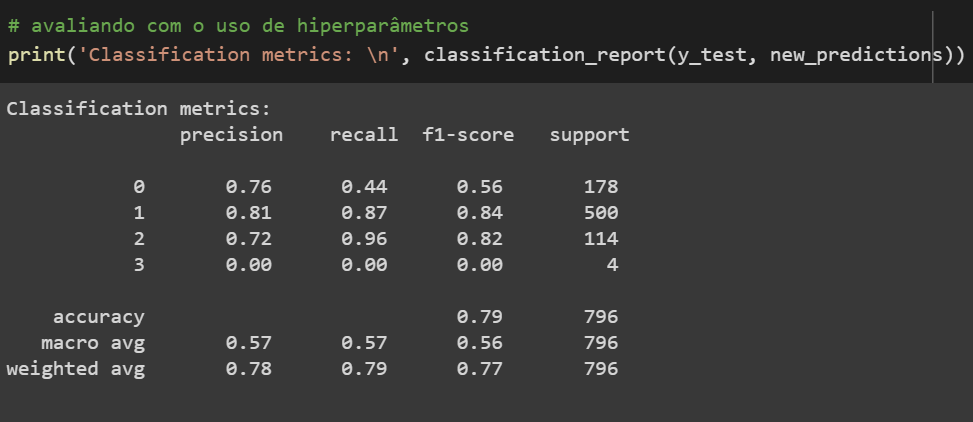 # avaliando com o uso de hiperparâmetros
print('Classification metrics: \n', classification_report(y_test, new_predictions))
Classification metrics:
precision recall f1-score support
0 0.76 0.44 0.56 178
1 0.81 0.87 0.84 500
2 0.72 0.96 0.82 114
3 0.00 0.00 0.00 4
accuracy 0.79 796
macro avg 0.57 0.57 0.56 796
weighted avg 0.78 0.79 0.77 796